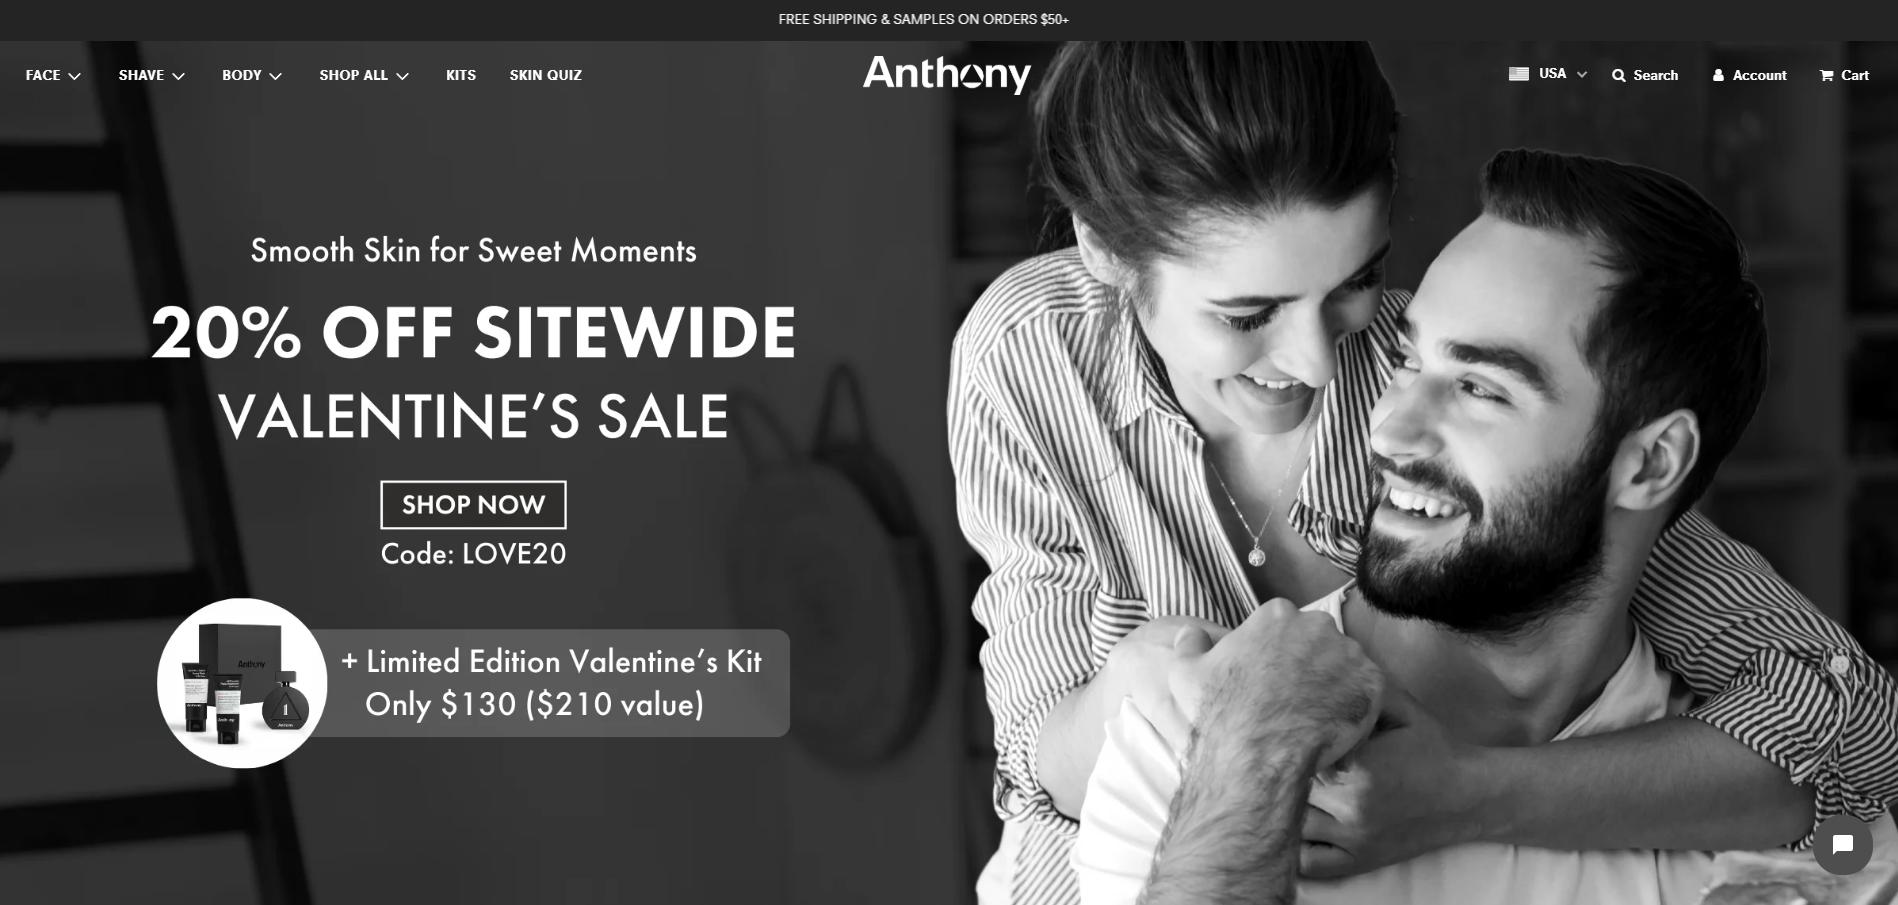 FREE SHIPPING & SAMPLES ON ORDERS $50+
FACE SHAVE BODY SHOP ALL KITS SKIN QUIZ
Anthony
USA Search Account Cart
Smooth Skin for Sweet Moments
20% OFF SITEWIDE
VALENTINE'S SALE
SHOP NOW
Code: LOVE20
Anthony
1
+ Limited Edition Valentine's Kit
Only $130 ($210 value)